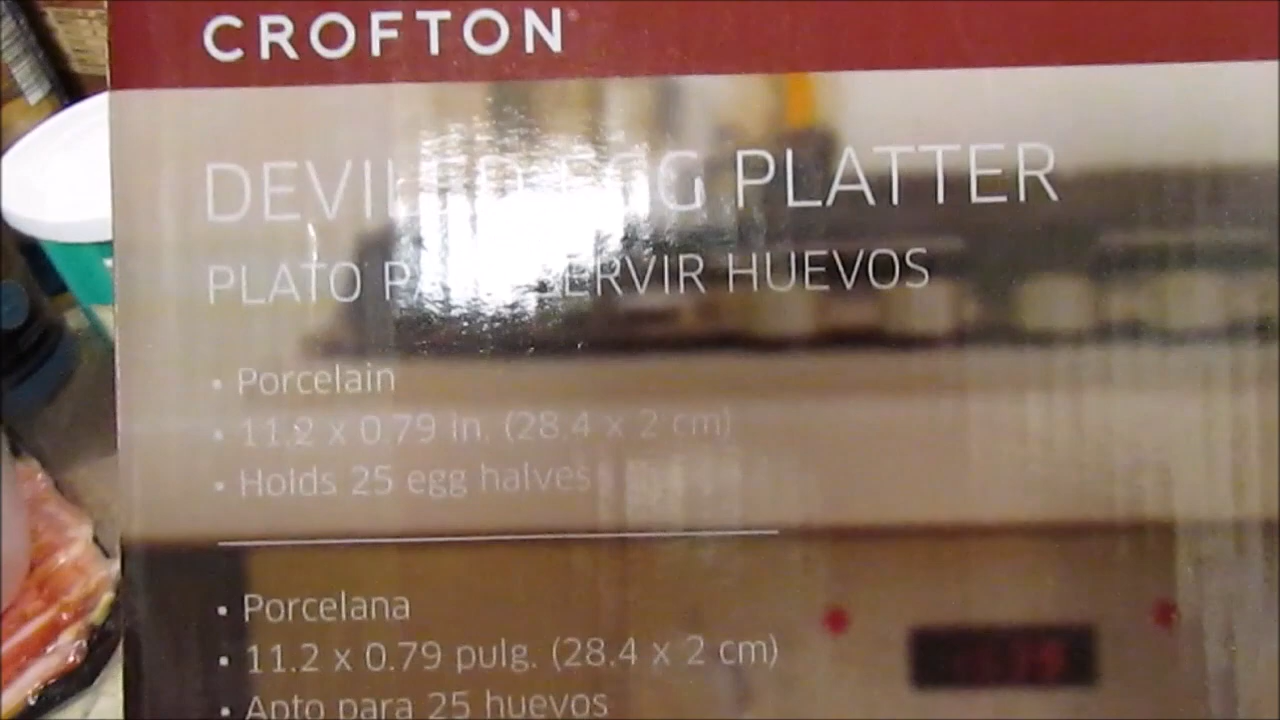 CROFTON
DEVILED EGG PLATTER
PLATO PARA SERVIR HUEVOS
• Porcelain
• 11.2 x 0.79 in. (28.4 x 2 cm)
• Holds 25 egg halves
• Porcelana
• 11.2 x 0.79 pulg. (28.4 x 2 cm)
• Apto para 25 huevos